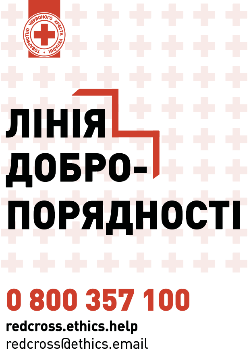 ЛІНІЯ
ДОБРО-
ПОРЯДНОСТІ
0 800 357 100
redcross.ethics.help
redcross@ethics.email